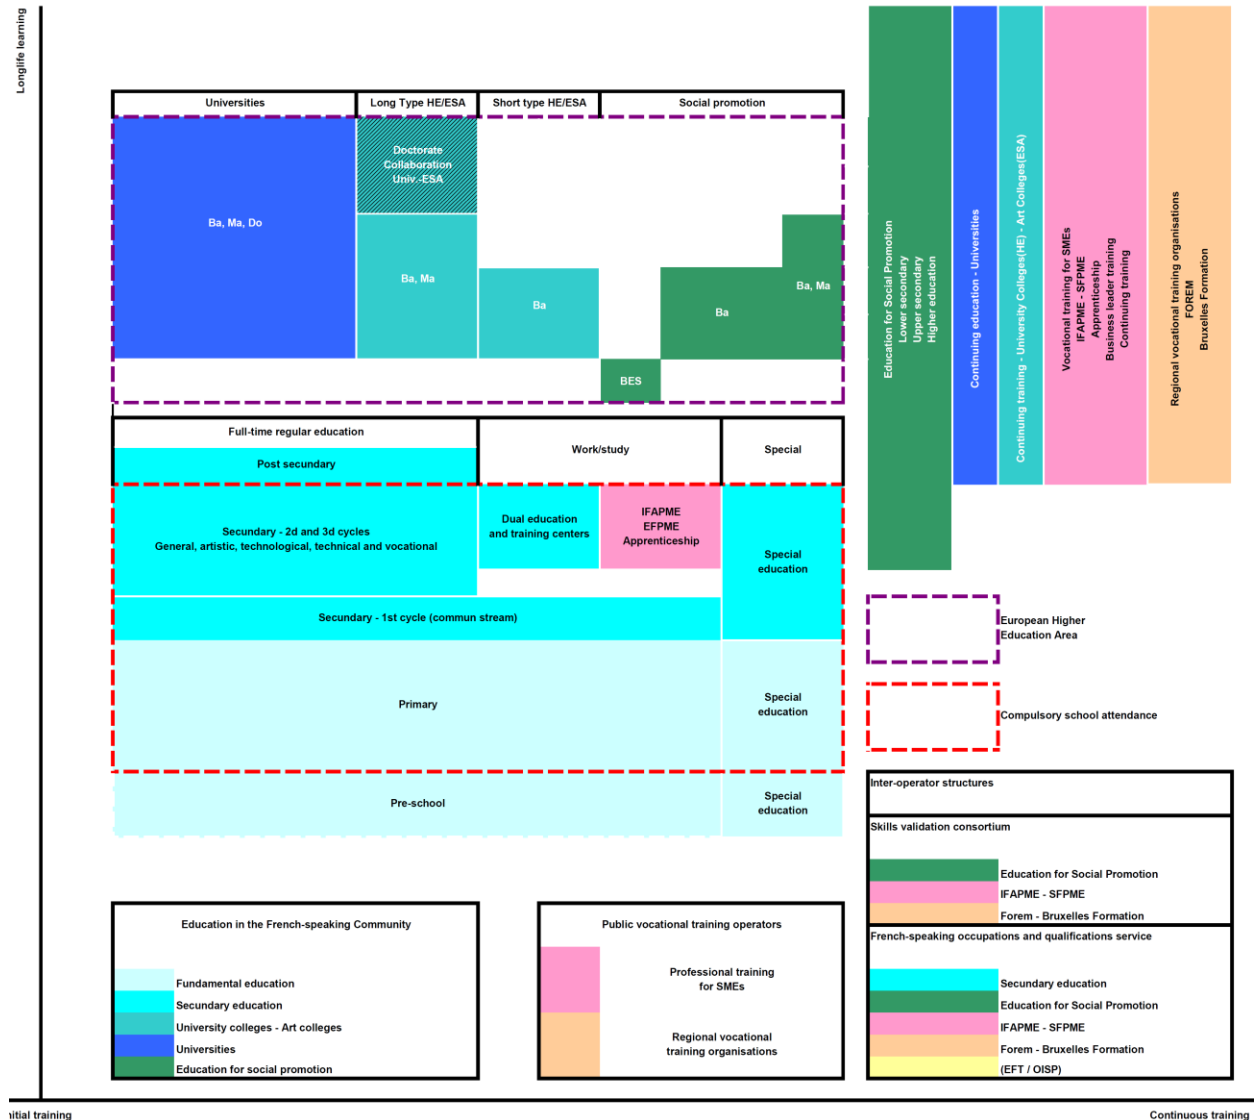 Longlife learning
Universities
Long Type HE/ESA
Short type HE/ESA
Social promotion
Doctorate
Collaboration
Univ.-ESA
Ba, Ma, Do
Ba, Ma
Ba
Ba
Ba, Ma
BES
Education for Social Promotion
Lower secondary
Upper secondary
Higher education
Continuing education - Universities
Continuing training - University Colleges(HE) - Art Colleges(ESA)
Vocational training for SMEs
IFAPME - SFPME
Apprenticeship
Business leader training
Continuing training
Regional vocational training organisations
FOREM
Bruxelles Formation
Full-time regular education
Post secundary
Work/study
Special
Secundary - 2d and 3d cycles
General, artistic, technological, technical and vocational
Dual education
and training centers
IFAPME
EFPME
Apprenticeship
Special
education
Secundary - 1st cycle (commun stream)
Primary
Special
education
Pre-school
Special
education
European Higher
Education Area
Compulsory school attendance
Inter-operator structures
Skills validation consortium
Education for Social Promotion
IFAPME - SFPME
Forem - Bruxelles Formation
French-speaking occupations and qualifications service
Secundary education
Education for Social Promotion
IFAPME - SFPME
Forem - Bruxelles Formation
(EFT / OISP)
Education in the French-speaking Community
Fundamental education
Secundary education
University colleges - Art colleges
Universities
Education for social promotion
Public vocational training operators
Professional training
for SMEs
Regional vocational
training organisations
nitial training
Continuous training